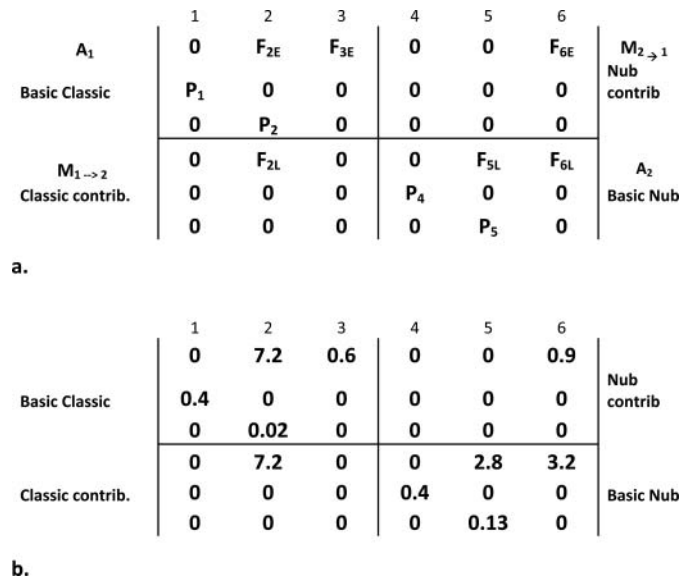 1 2 3 4 5 6
A1 0 F2E F3E 0 0 F6E M2→1
Basic Classic P1 0 0 0 0 0 Nub contrib
0 P2 0 0 0 0
M1-->2 0 F2L 0 0 F5L F6L A2
Classic contrib. 0 0 0 P4 0 0 Basic Nub
0 0 0 0 P5 0
a.
1 2 3 4 5 6
0 7.2 0.6 0 0 0.9
Basic Classic 0.4 0 0 0 0 0 Nub contrib
0 0.02 0 0 0 0
0 7.2 0 0 2.8 3.2
Classic contrib. 0 0 0 0.4 0 0 Basic Nub
0 0 0 0 0.13 0
b.